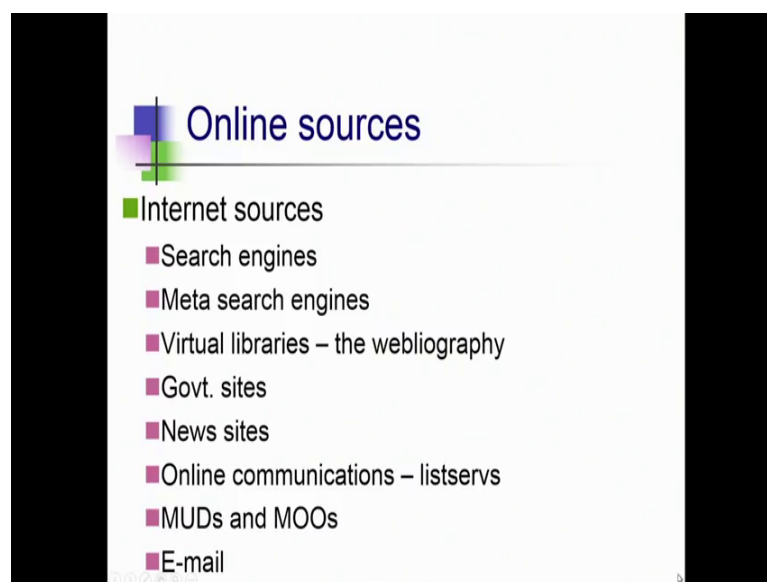 Online sources
Internet sources
Search engines
Meta search engines
Virtual libraries – the webliography
Govt. sites
News sites
Online communications – listservs
MUDs and MOOs
E-mail